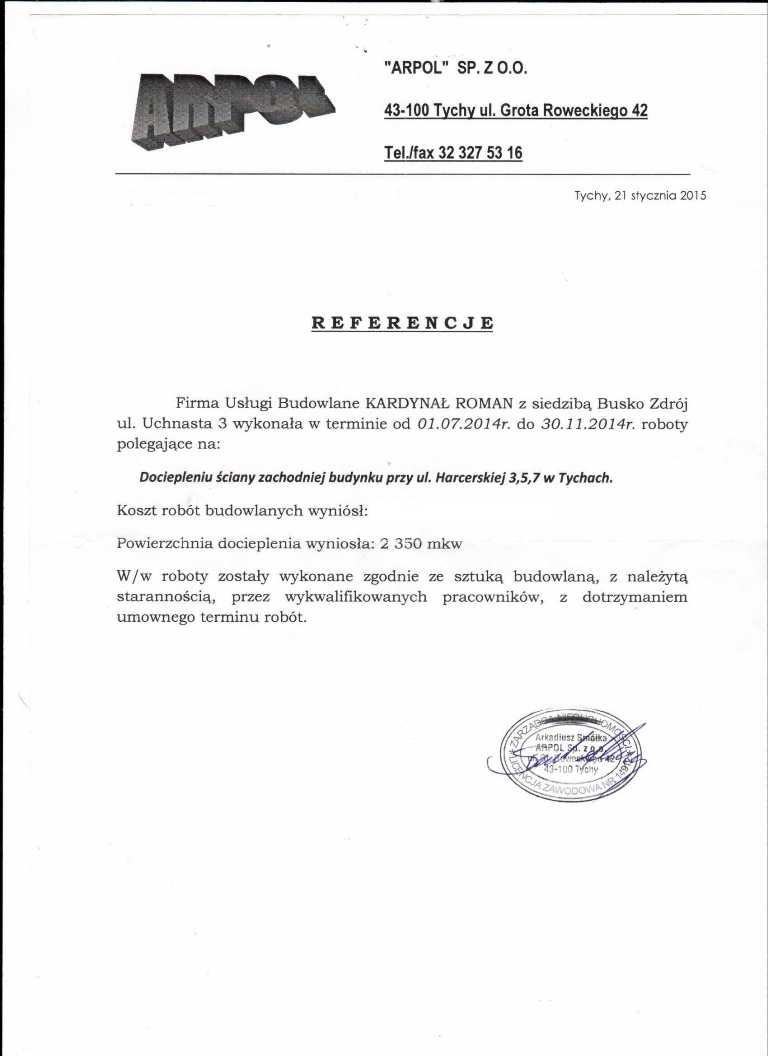 ARPOL
"ARPOL" SP. Z O.O.
43-100 Tychy ul. Grota Roweckiego 42
Tel./fax 32 327 53 16
Tychy, 21 stycznia 2015
REFERENCJE
Firma Usługi Budowlane KARDYNAŁ ROMAN z siedzibą Busko Zdrój
ul. Uchnasta 3 wykonała w terminie od 01.07.2014r. do 30.11.2014r. roboty
polegające na:
Dociepleniu ściany zachodniej budynku przy ul. Harcerskiej 3,5,7 w Tychach.
Koszt robót budowlanych wyniósł:
Powierzchnia docieplenia wyniosła: 2 350 mkw
W/w roboty zostały wykonane zgodnie ze sztuką budowlaną, z należytą
starannością, przez wykwalifikowanych pracowników, z dotrzymaniem
umownego terminu robót.
ZARZĄDCA NIERUCHOMOŚCI
Arkadiusz Smółka
ARPOL Sp. z o.o.
42
43-100 Tychy
LICENCJA ZAWODOWA NR